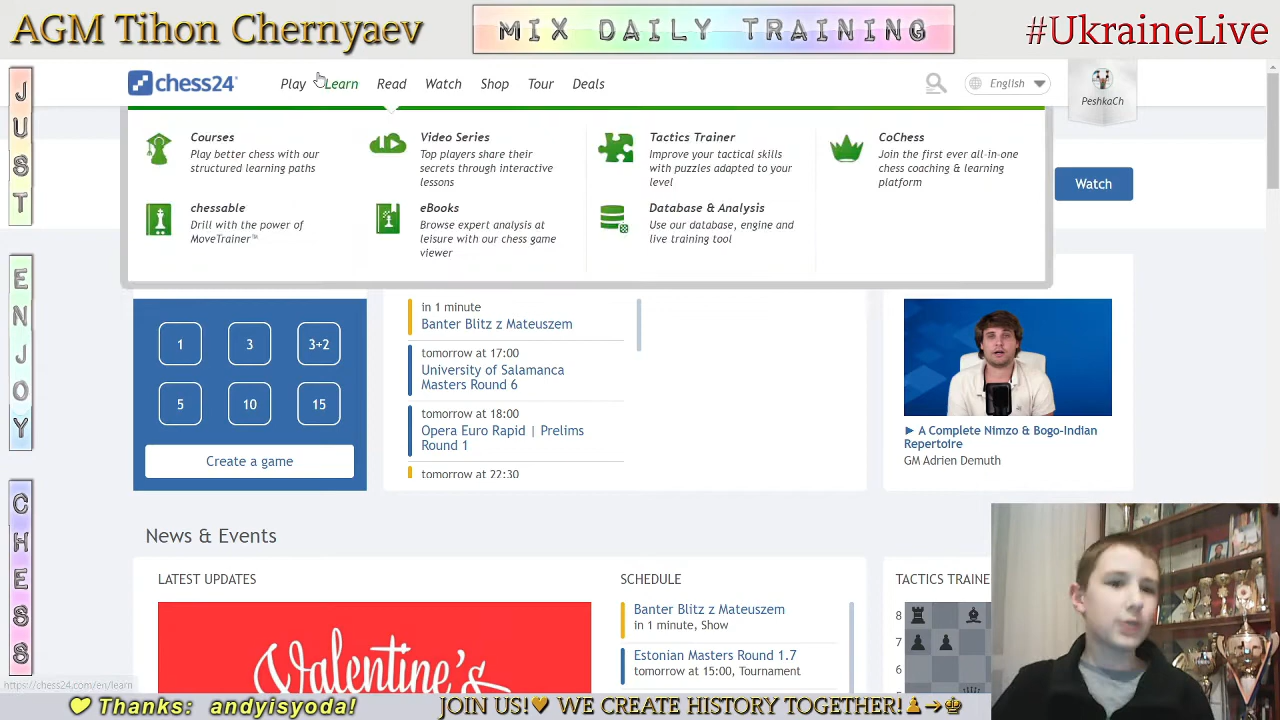 AGM Tihon Chernyaev
MIX DAILY TRAINING
#UkraineLive
JUST
ENJOY
CHESS
chess24
Play
Learn
Read
Watch
Shop
Tour
Deals
English
PeshkaCh
Courses
Play better chess with our
structured learning paths
Video Series
Top players share their
secrets through interactive
lessons
Tactics Trainer
Improve your tactical skills
with puzzles adapted to your
level
CoChess
Join the first ever all-in-one
chess coaching & learning
platform
chessable
Drill with the power of
MoveTrainer™
eBooks
Browse expert analysis at
leisure with our chess game
viewer
Database & Analysis
Use our database, engine and
live training tool
Watch
1
3
3+2
5
10
15
Create a game
in 1 minute
Banter Blitz z Mateuszem
tomorrow at 17:00
University of Salamanca
Masters Round 6
tomorrow at 18:00
Opera Euro Rapid | Prelims
Round 1
tomorrow at 22:30
► A Complete Nimzo & Bogo-Indian
Repertoire
GM Adrien Demuth
News & Events
LATEST UPDATES
Valentine's
SCHEDULE
Banter Blitz z Mateuszem
in 1 minute, Show
Estonian Masters Round 1.7
tomorrow at 15:00, Tournament
TACTICS TRAINE
8
7
6
https://chess24.com/en/learn
Thanks: andyisyoda!
JOIN US!♥ WE CREATE HISTORY TOGETHER!♟→♔